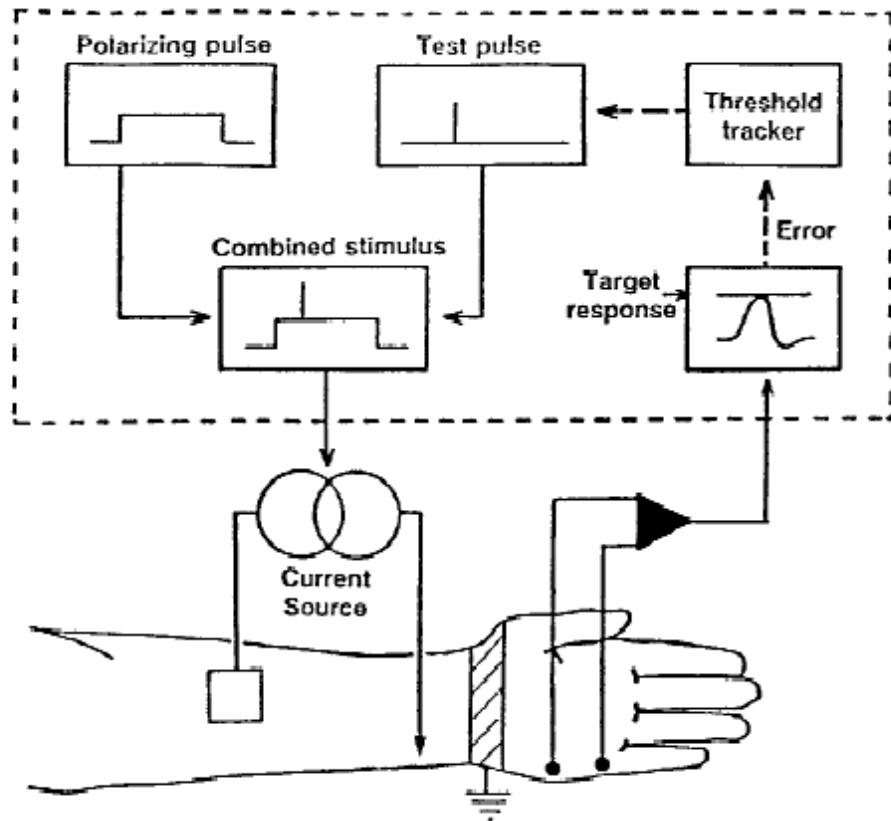 Polarizing pulse
Test pulse
Threshold
tracker
Combined stimulus
Error
Target
response
Current
Source